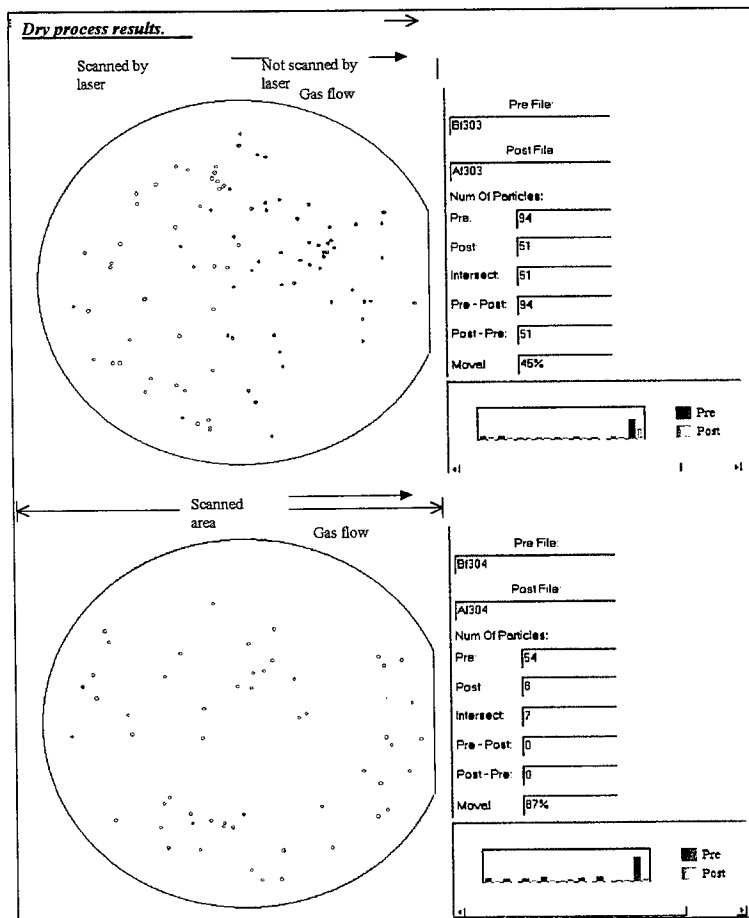 Dry process results.
Scanned by
laser
Not scanned by
laser
Gas flow
Pre File:
Bf303
Post File
Af303
Num Of Particles:
Pre: 94
Post 51
Intersect: 51
Pre - Post: 94
Post - Pre: 51
Moval 45%
Pre
Post
Scanned
area
Gas flow
Pre File:
Bf304
Post File:
Af304
Num Of Particles:
Pre: 54
Post
Intersect: 7
Pre - Post: 0
Post - Pre: 0
Moval 87%
Pre
Post